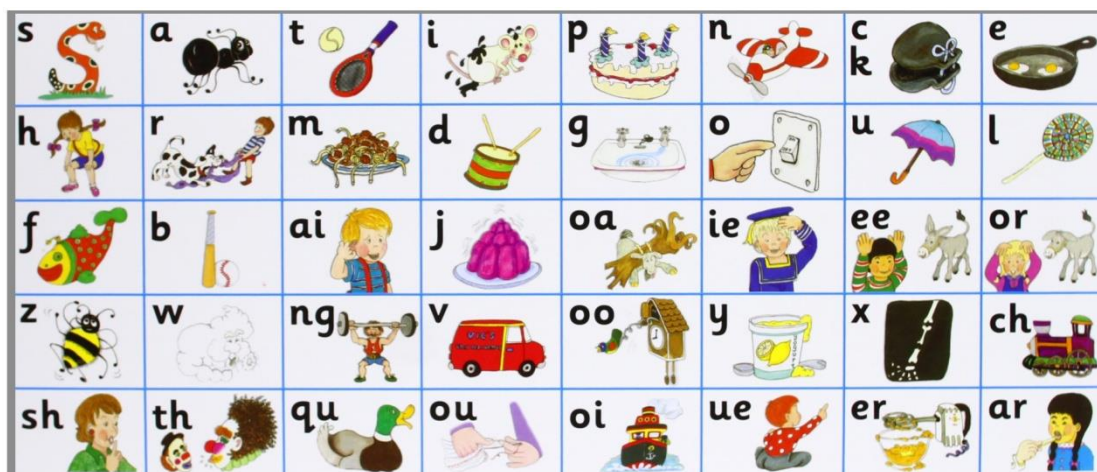 s a t i p n c k e
h r m d g o u l
f b ai j oa ie ee or
z w ng v oo y x ch
sh th qu ou oi ue er ar